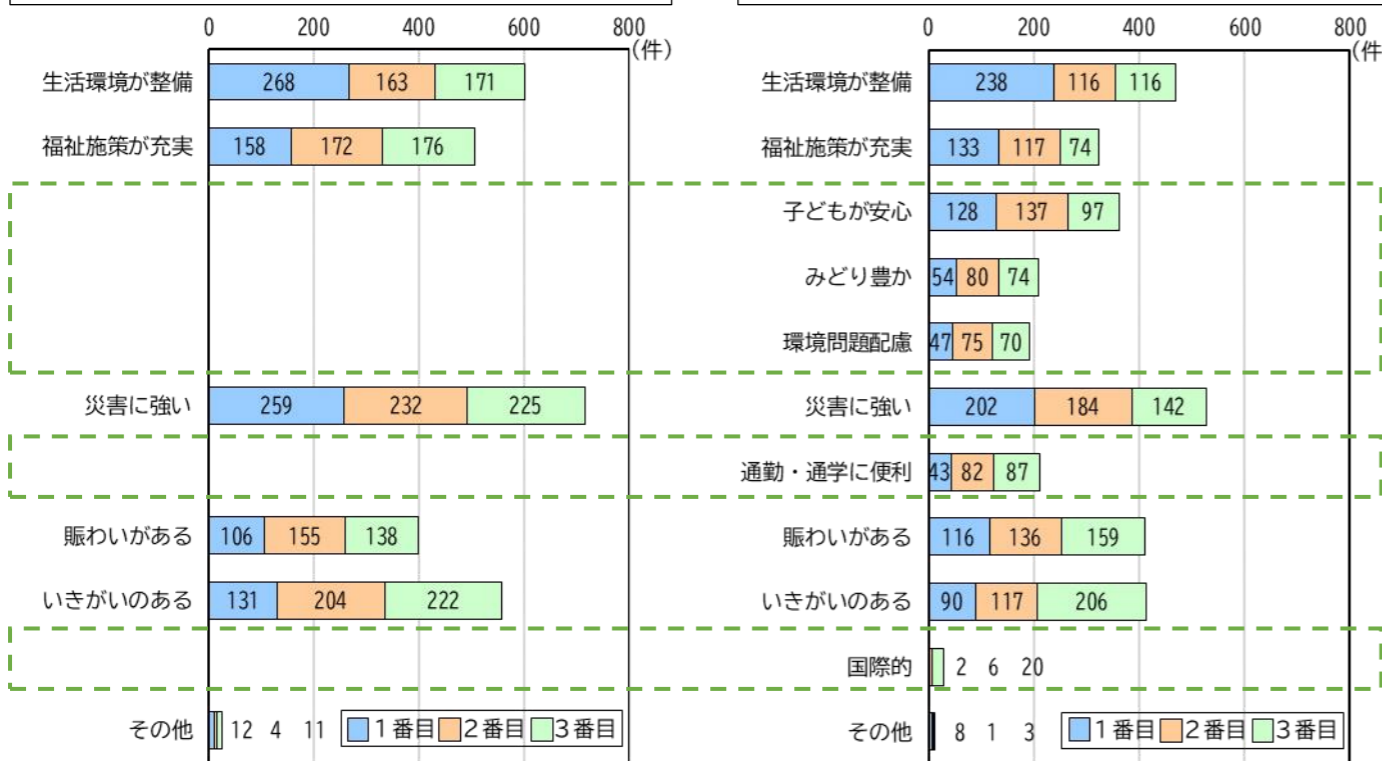 0 200 400 600 800
(件)
生活環境が整備 268 163 171
福祉施策が充実 158 172 176
災害に強い 259 232 225
賑わいがある 106 155 138
いきがいのある 131 204 222
その他 12 4 11
1番目 2番目 3番目
0 200 400 600 800
(件
生活環境が整備 238 116 116
福祉施策が充実 133 117 74
子どもが安心 128 137 97
みどり豊か 54 80 74
環境問題配慮 47 75 70
災害に強い 202 184 142
通勤・通学に便利 43 82 87
賑わいがある 116 136 159
いきがいのある 90 117 206
国際的 2 6 20
その他 8 1 3
1番目 2番目 3番目